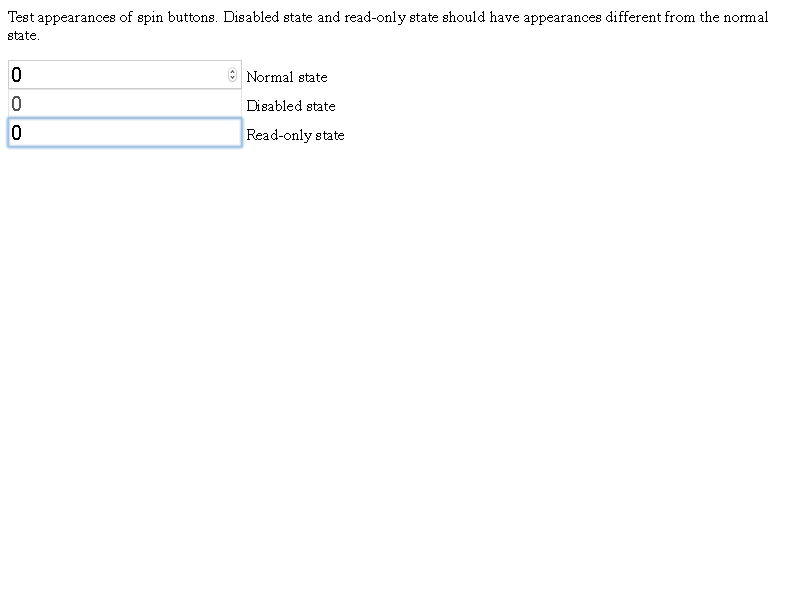 Test appearances of spin buttons. Disabled state and read-only state should have appearances different from the normal
state.
0 Normal state
0 Disabled state
0 Read-only state